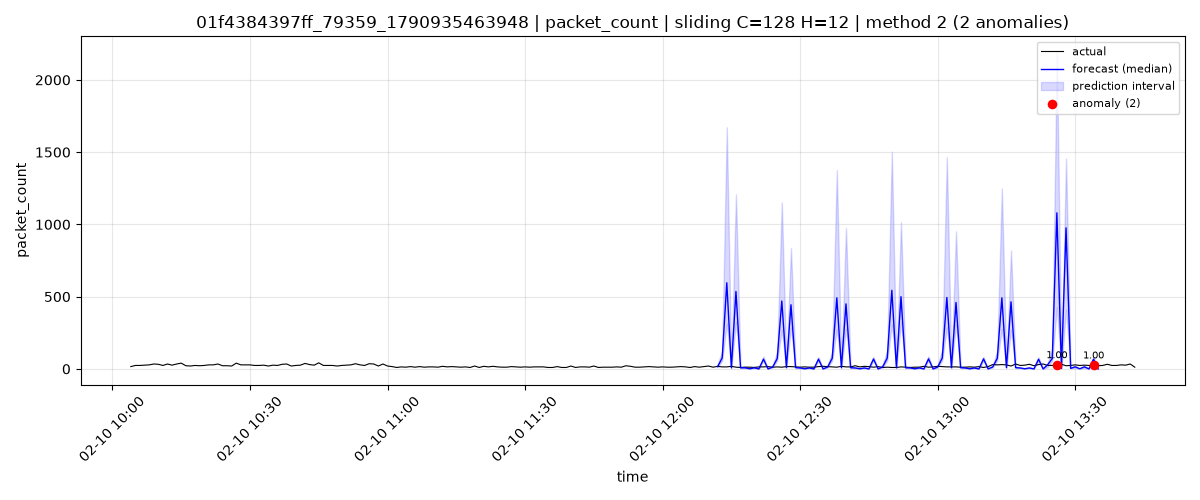 01f4384397ff_79359_1790935463948 | packet_count | sliding C=128 H=12 | method 2 (2 anomalies)
actual
forecast (median)
prediction interval
anomaly (2)
packet_count
2000
1500
1000
500
0
1.00 1.00
02-10 10:00
02-10 10:30
02-10 11:00
02-10 11:30
02-10 12:00
02-10 12:30
02-10 13:00
02-10 13:30
time